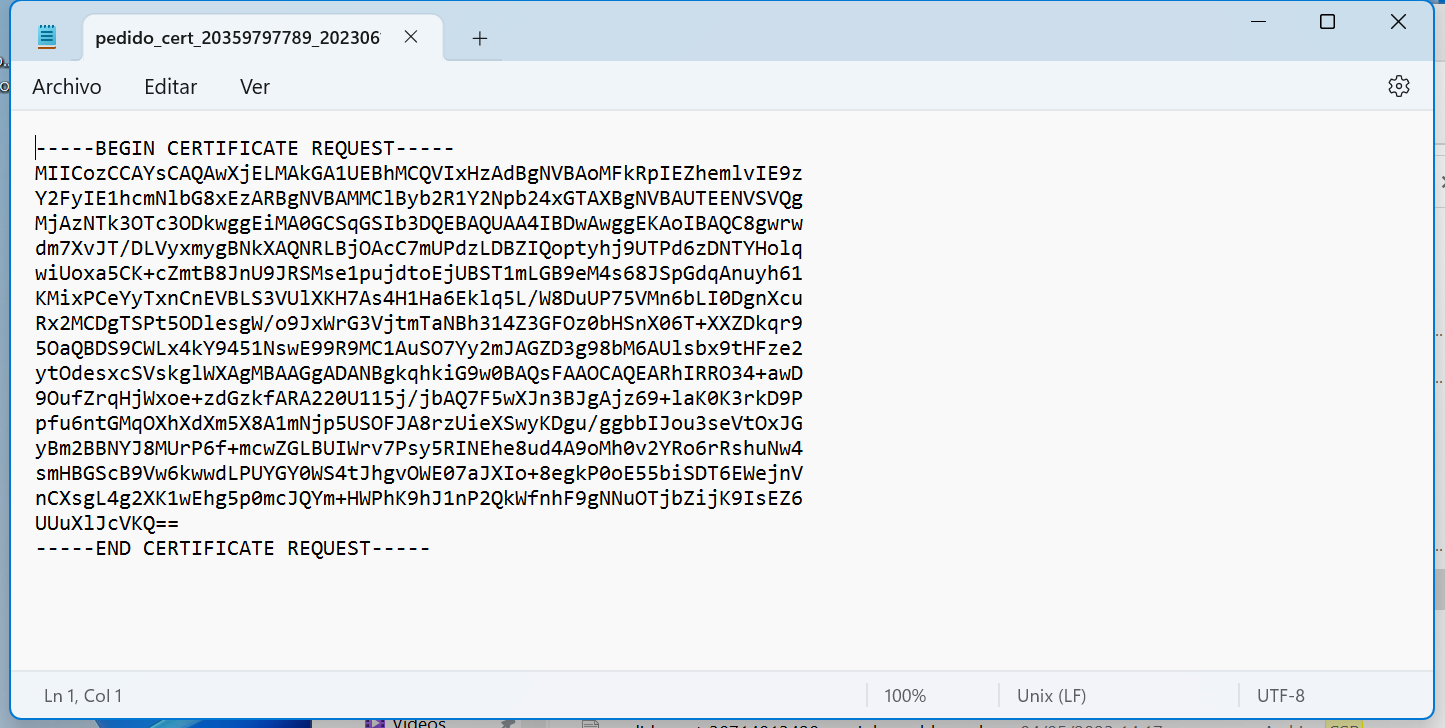 pedido_cert_20359797789_202306
Archivo Editar Ver
-----BEGIN CERTIFICATE REQUEST-----
MIICozCCAYsCAQAwXjELMAkGA1UEBhMCQVIxHzAdBgNVBAoMFkRpIEZhemlvIE9z
Y2FyIE1hcmNlbG8xEzARBgNVBAMMClByb2R1Y2Npb24xGTAXBgNVBAUTEENVSVQg
MjAzNTk3OTc3ODkwggEiMA0GCSqGSIb3DQEBAQUAA4IBDwAwggEKAoIBAQC8gwrw
dm7XvJT/DLVyxmygBNkXAQNRLBjOAcC7mUPdzLDBZIQoptyhj9UTPd6zDNTYHolq
wiUoxa5CK+cZmtB8JnU9JRSMse1pujdtoEjUBST1mLGB9eM4s68JSpGdqAnuyh61
KMixPCeYyTxnCnEVBLS3VUlXKH7As4H1Ha6Eklq5L/W8DuUP75VMn6bLI0DgnXcu
Rx2MCDgTSPt5ODlesgW/o9JxWrG3VjtmTaNBh314Z3GFOz0bHSnX06T+XXZDkqr9
5OaQBDS9CWLx4kY9451NswE99R9MC1AuSO7Yy2mJAGZD3g98bM6AUlsbx9tHFze2
ytOdesxcSVskglWXAgMBAAGgADANBgkqhkiG9w0BAQsFAAOCAQEARhIRRO34+awD
9OufZrqHjWxoe+zdGzkfARA220U115j/jbAQ7F5wXJn3BJgAjz69+laK0K3rkD9P
pfu6ntGMqOXhXdXm5X8A1mNjp5USOFJA8rzUieXSwyKDgu/ggbbIJou3seVtOxJG
yBm2BBNYJ8MUrP6f+mcwZGLBUIWrv7Psy5RINEhe8ud4A9oMh0v2YRo6rRshuNw4
smHBGScB9Vw6kwwdLPUYGY0WS4tJhgvOWE07aJXIo+8egkP0oE55biSDT6EWejnV
nCXsgL4g2XK1wEhg5p0mcJQYm+HWPhK9hJ1nP2QkWfnhF9gNNuOTjbZijK9IsEZ6
UUuXlJcVKQ==
-----END CERTIFICATE REQUEST-----
Ln 1, Col 1 100% Unix (LF) UTF-8
Videos